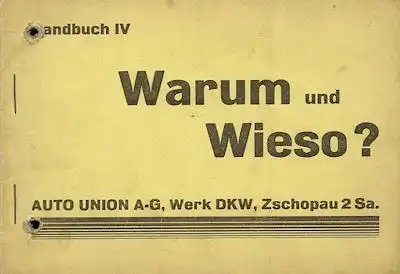 andbuch IV
Warum und
Wieso?
AUTO UNION A-G, Werk DKW, Zschopau 2 Sa.